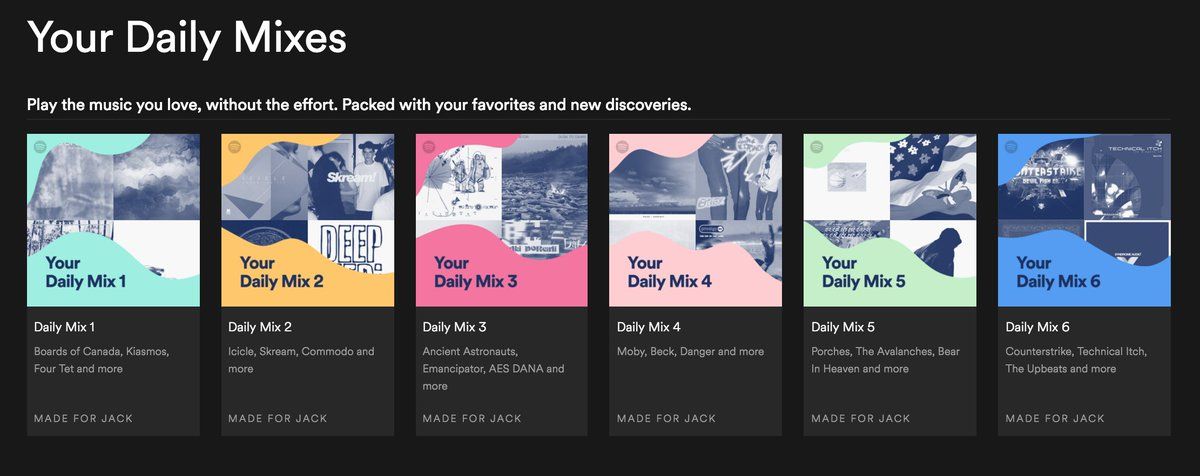 Your Daily Mixes
Play the music you love, without the effort. Packed with your favorites and new discoveries.
Your
Daily Mix 1
Daily Mix 1
Boards of Canada, Kiasmos,
Four Tet and more
MADE FOR JACK
Skream!
DEEP
Your
Daily Mix 2
Daily Mix 2
Icicle, Skream, Commodo and
more
MADE FOR JACK
Your
Daily Mix 3
Daily Mix 3
Ancient Astronauts,
Emancipator, AES DANA and
more
MADE FOR JACK
Your
Daily Mix 4
Daily Mix 4
Moby, Beck, Danger and more
MADE FOR JACK
Your
Daily Mix 5
Daily Mix 5
Porches, The Avalanches, Bear
In Heaven and more
MADE FOR JACK
TECHNICAL ITCH
Your
Daily Mix 6
Daily Mix 6
Counterstrike, Technical Itch,
The Upbeats and more
MADE FOR JACK